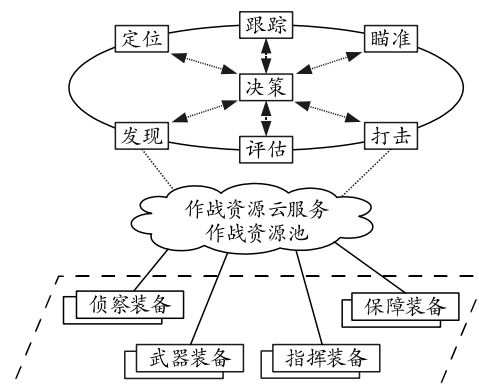 跟踪
定位
瞄准
决策
发现
评估
打击
作战资源云服务
作战资源池
侦察装备
保障装备
武器装备
指挥装备